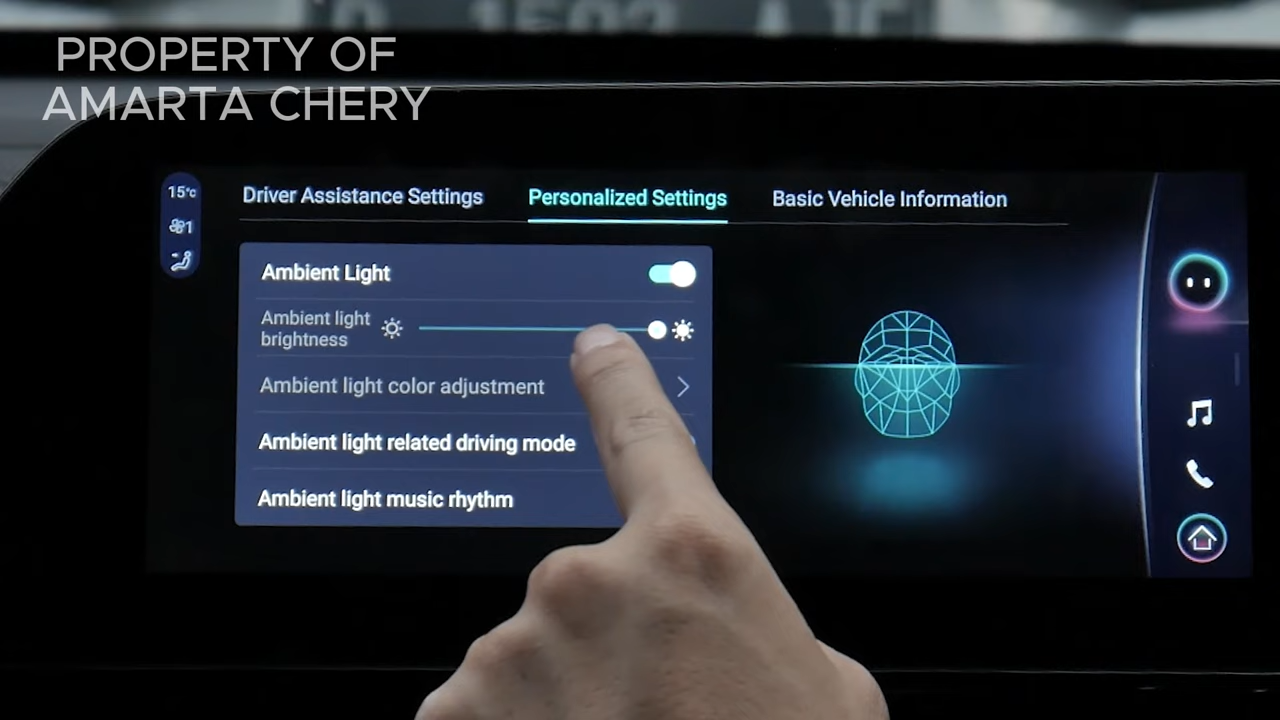 PROPERTY OF
AMARTA CHERY
15°C
Driver Assistance Settings
Personalized Settings
Basic Vehicle Information
1
Ambient Light
Ambient light
brightness
Ambient light color adjustment
Ambient light related driving mode
Ambient light music rhythm